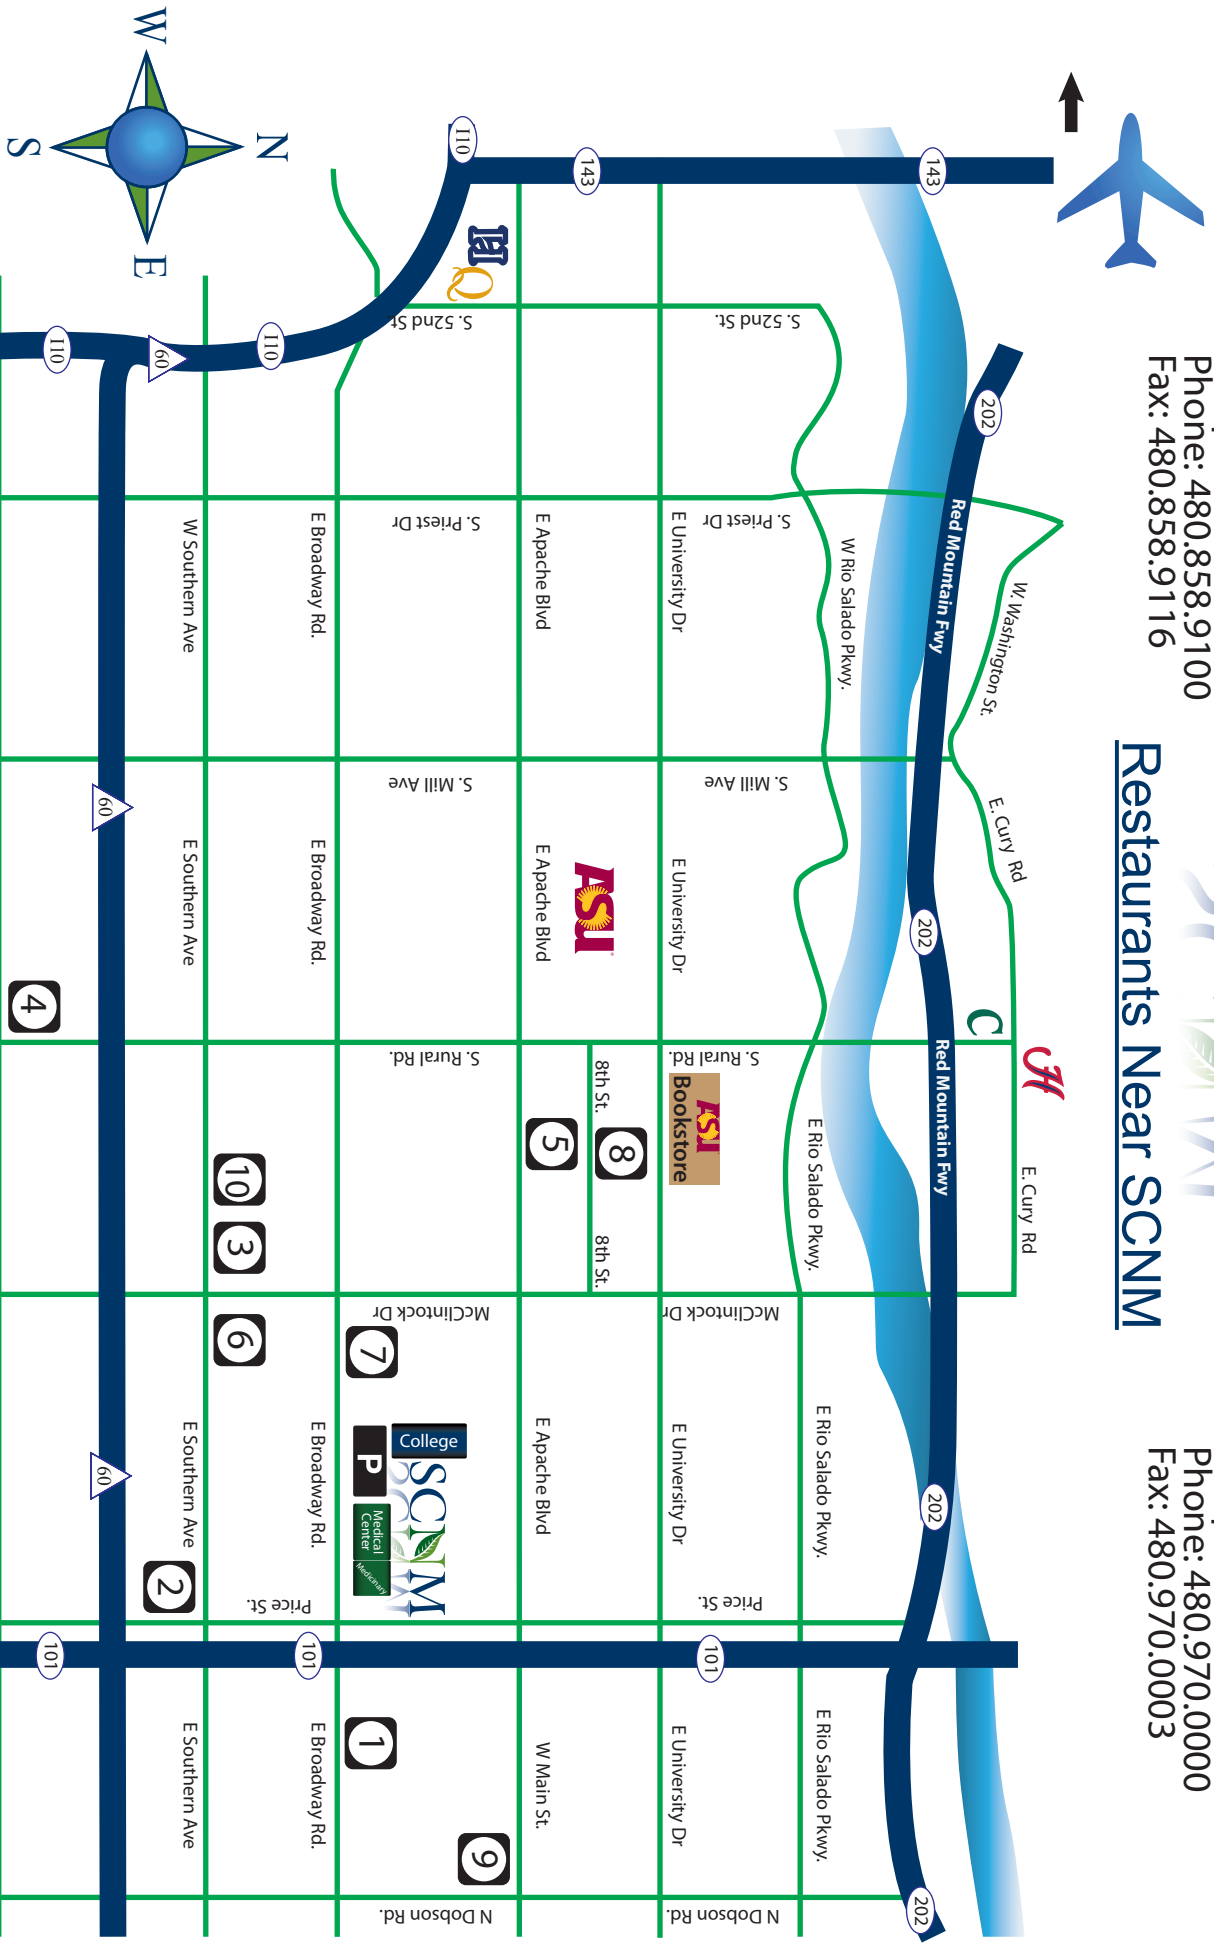 Phone: 480.858.9100
Fax: 480.858.9116
Phone: 480.970.0000
Fax: 480.970.0003
Restaurants Near SCNM
W
N
S
E
I10
143
143
202
Red Mountain Fwy
202
Red Mountain Fwy
202
202
W. Washington St.
E. Cury Rd
E. Cury Rd
C
H
W Rio Salado Pkwy.
E Rio Salado Pkwy.
E Rio Salado Pkwy.
E Rio Salado Pkwy.
S. 52nd St.
S. Priest Dr
S. Mill Ave
S. Rural Rd.
McClintock Dr
Price St.
N Dobson Rd.
101
ASU
Bookstore
E University Dr
E University Dr
E University Dr
E University Dr
ASU
8
8th St.
8th St.
5
E Apache Blvd
E Apache Blvd
E Apache Blvd
W Main St.
HQ
S. 52nd St
S. Priest Dr
S. Mill Ave
S. Rural Rd.
McClintock Dr
N Dobson Rd.
9
7
College
SCNM
P
Medical
Center
Medicinary
1
E Broadway Rd.
E Broadway Rd.
E Broadway Rd.
E Broadway Rd.
I10
10
3
6
Price St.
101
W Southern Ave
E Southern Ave
E Southern Ave
E Southern Ave
60
2
60
60
I10
4
101